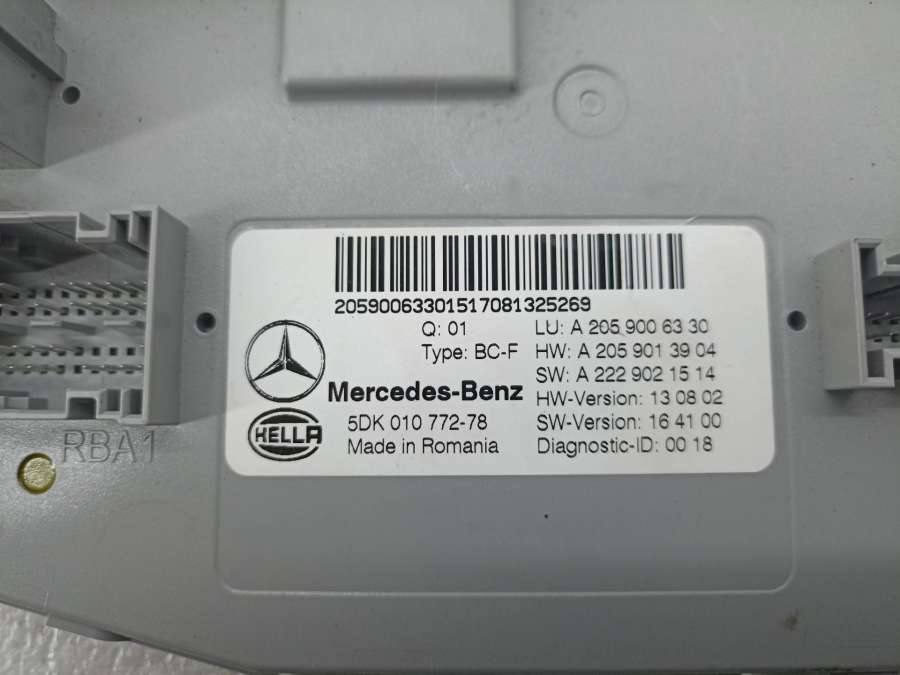 20590063301517081325269
Q: 01
LU: A 205 900 63 30
Type: BC-F
HW: A 205 901 39 04
SW: A 222 902 15 14
Mercedes-Benz
HW-Version: 13 08 02
HELLA
5DK 010 772-78
SW-Version: 16 41 00
Made in Romania
Diagnostic-ID: 00 18
RBA1